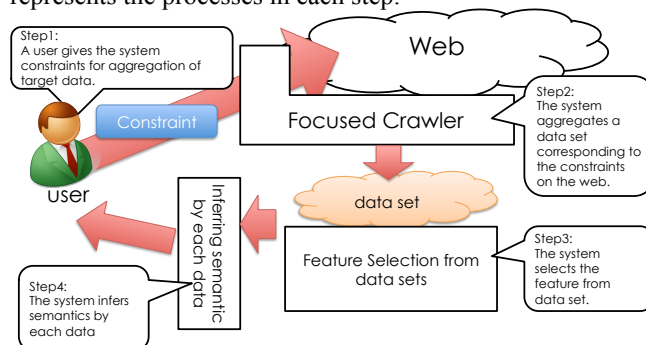 represents the processes in each step.
Step1:
A user gives the system
constraints for aggregation of
target data.
Web
Constraint
Focused Crawler
Step2:
The system
aggregates a
data set
corresponding to
the constraints
on the web.
user
data set
Inferring semantic
by each data
Feature Selection from
data sets
Step3:
The system
selects the
feature from
data set.
Step4:
The system infers
semantics by
each data